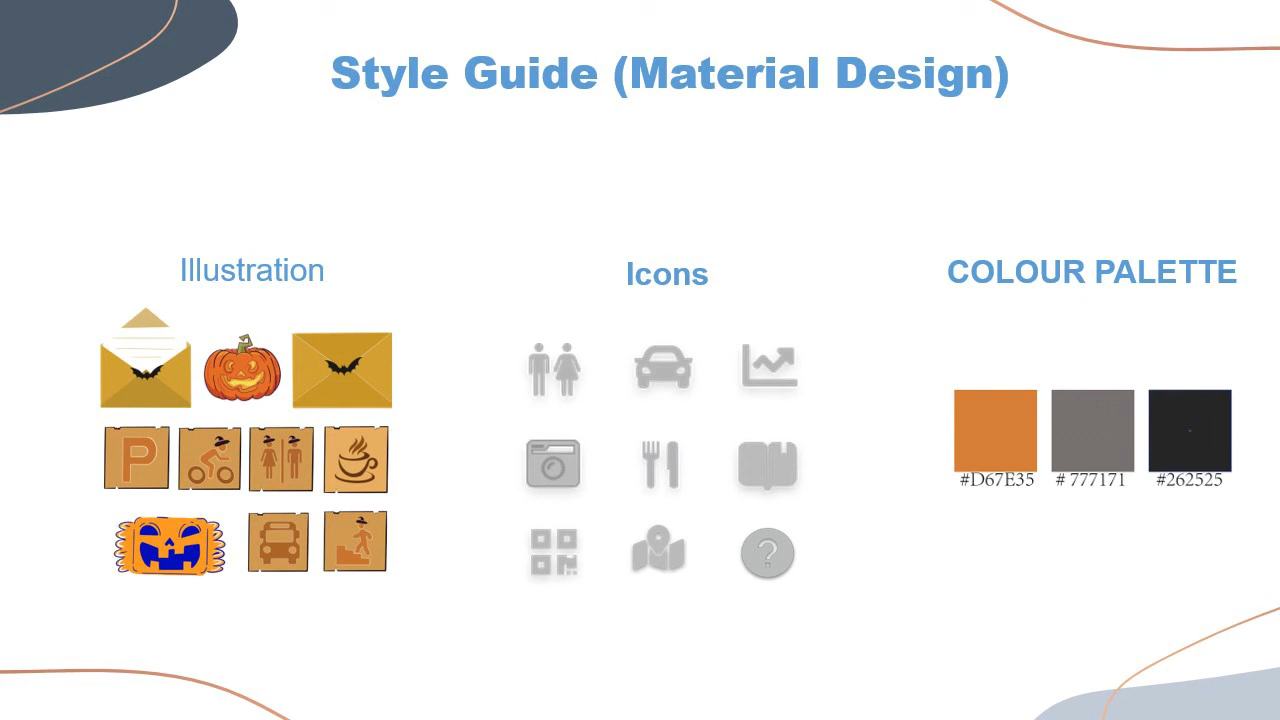 Style Guide (Material Design)
Illustration
Icons
COLOUR PALETTE
P
?
#D67E35
# 777171
#262525